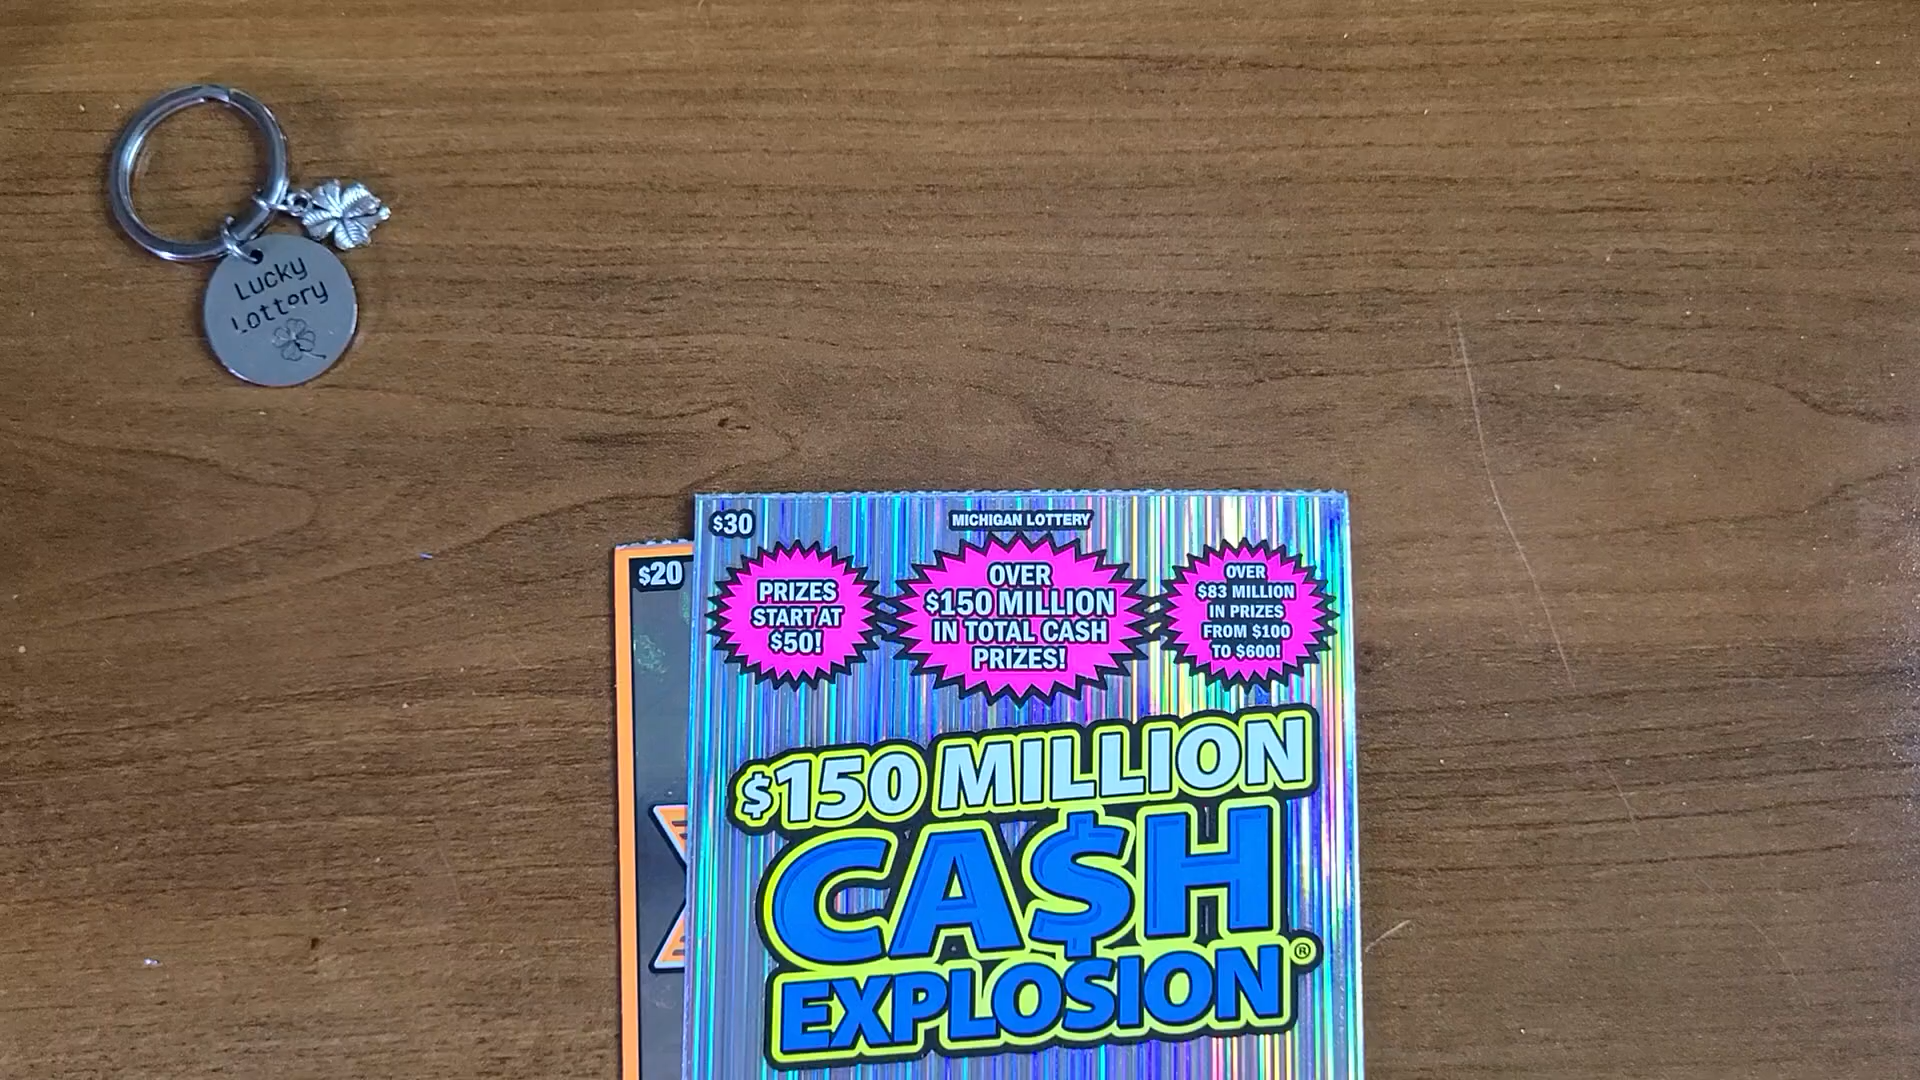 Lucky
Lottory
$30
MICHIGAN LOTTERY
$20
PRIZES
START AT
$50!
OVER
$150 MILLION
IN TOTAL CASH
PRIZES!
OVER
$83 MILLION
IN PRIZES
FROM $100
TO $600!
$150 MILLION
CA$H
EXPLOSION®